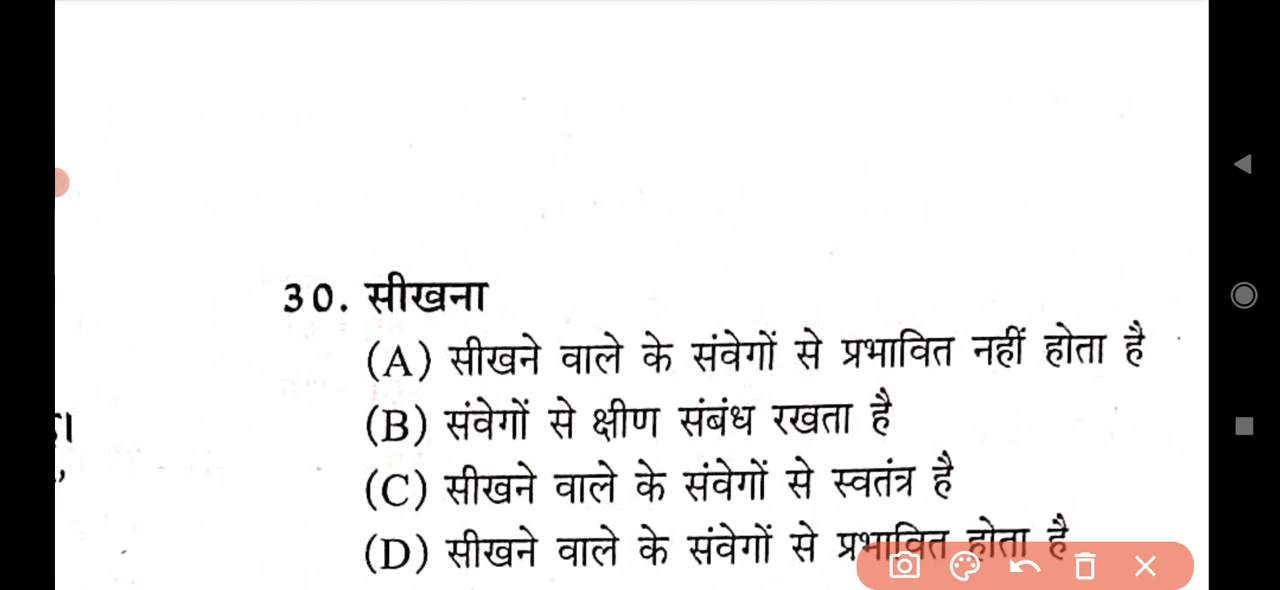 30. सीखना
(A) सीखने वाले के संवेगों से प्रभावित नहीं होता है
(B) संवेगों से क्षीण संबंध रखता है
(C) सीखने वाले के संवेगों से स्वतंत्र है
(D) सीखने वाले के संवेगों से प्रभावित होता है